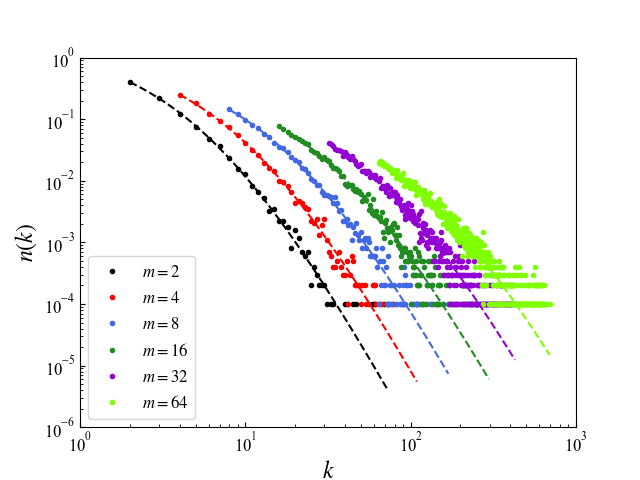 10^0
10^-1
10^-2
10^-3
10^-4
10^-5
10^-6
n(k)
m = 2
m = 4
m = 8
m = 16
m = 32
m = 64
10^0 10^1 10^2 10^3
k